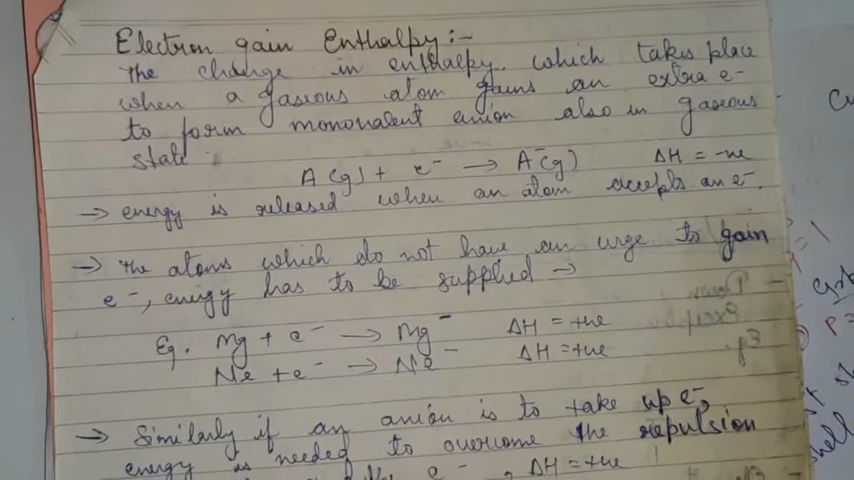 Electron gain Enthalpy :-
The change in enthalpy which takes place
when a gaseous atom gains an extra e-
to form monovalent anion also in gaseous
state
A(g) + e⁻ → A⁻(g) ΔH = -ve
→ energy is released when an atom accepts an e⁻.
→ The atoms which do not have an urge to gain
e⁻, energy has to be supplied →
Eg. Mg + e⁻ → Mg⁻ ΔH = +ve
Ne + e⁻ → Ne⁻ ΔH = +ve
→ Similarly if an anion is to take up e⁻,
energy is needed to overcome the repulsion
e⁻, ΔH = +ve